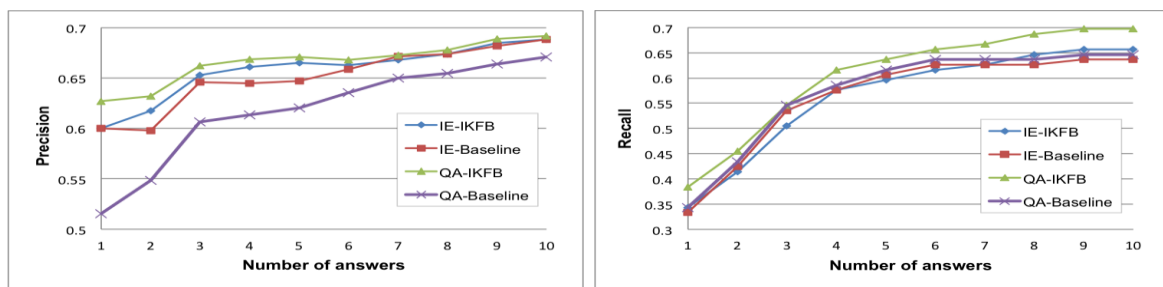 0.7
0.65
0.6
0.55
0.5
Precision
1 2 3 4 5 6 7 8 9 10
Number of answers
IE-IKFB
IE-Baseline
QA-IKFB
QA-Baseline
0.7
0.65
0.6
0.55
0.5
0.45
0.4
0.35
0.3
Recall
1 2 3 4 5 6 7 8 9 10
Number of answers
IE-IKFB
IE-Baseline
QA-IKFB
QA-Baseline